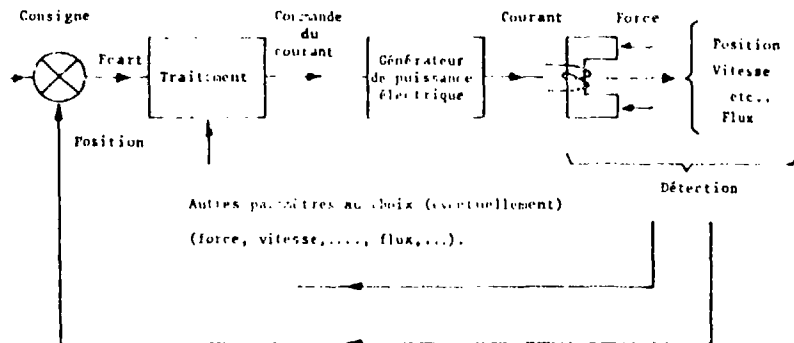 Consigne
Ecart
Position
Traitement
Commande
du
courant
Générateur
de puissance
électrique
Courant
Force
Position
Vitesse
etc..
Flux
Détection
Autres paramètres au choix (éventuellement)
(force, vitesse,...., flux,...).